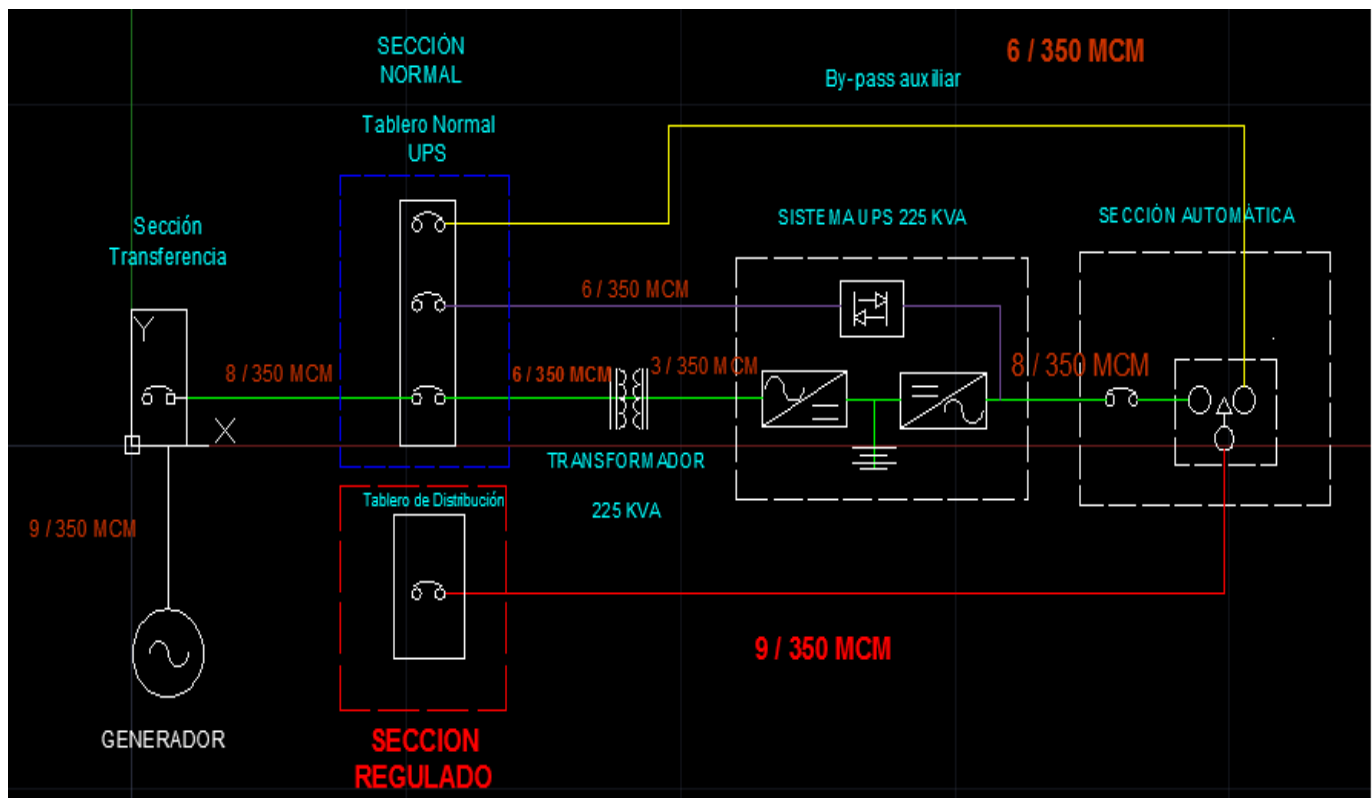 SECCIÓN
NORMAL
6 / 350 MCM
By-pass auxiliar
Tablero Normal
UPS
Sección
Transferencia
SISTEMA UPS 225 KVA
SECCIÓN AUTOMÁTICA
6 / 350 MCM
Y
8 / 350 MCM
6 / 350 MCM
3 / 350 MCM
8 / 350 MCM
X
TRANSFORMADOR
225 KVA
Tablero de Distribución
9 / 350 MCM
9 / 350 MCM
GENERADOR
SECCION
REGULADO